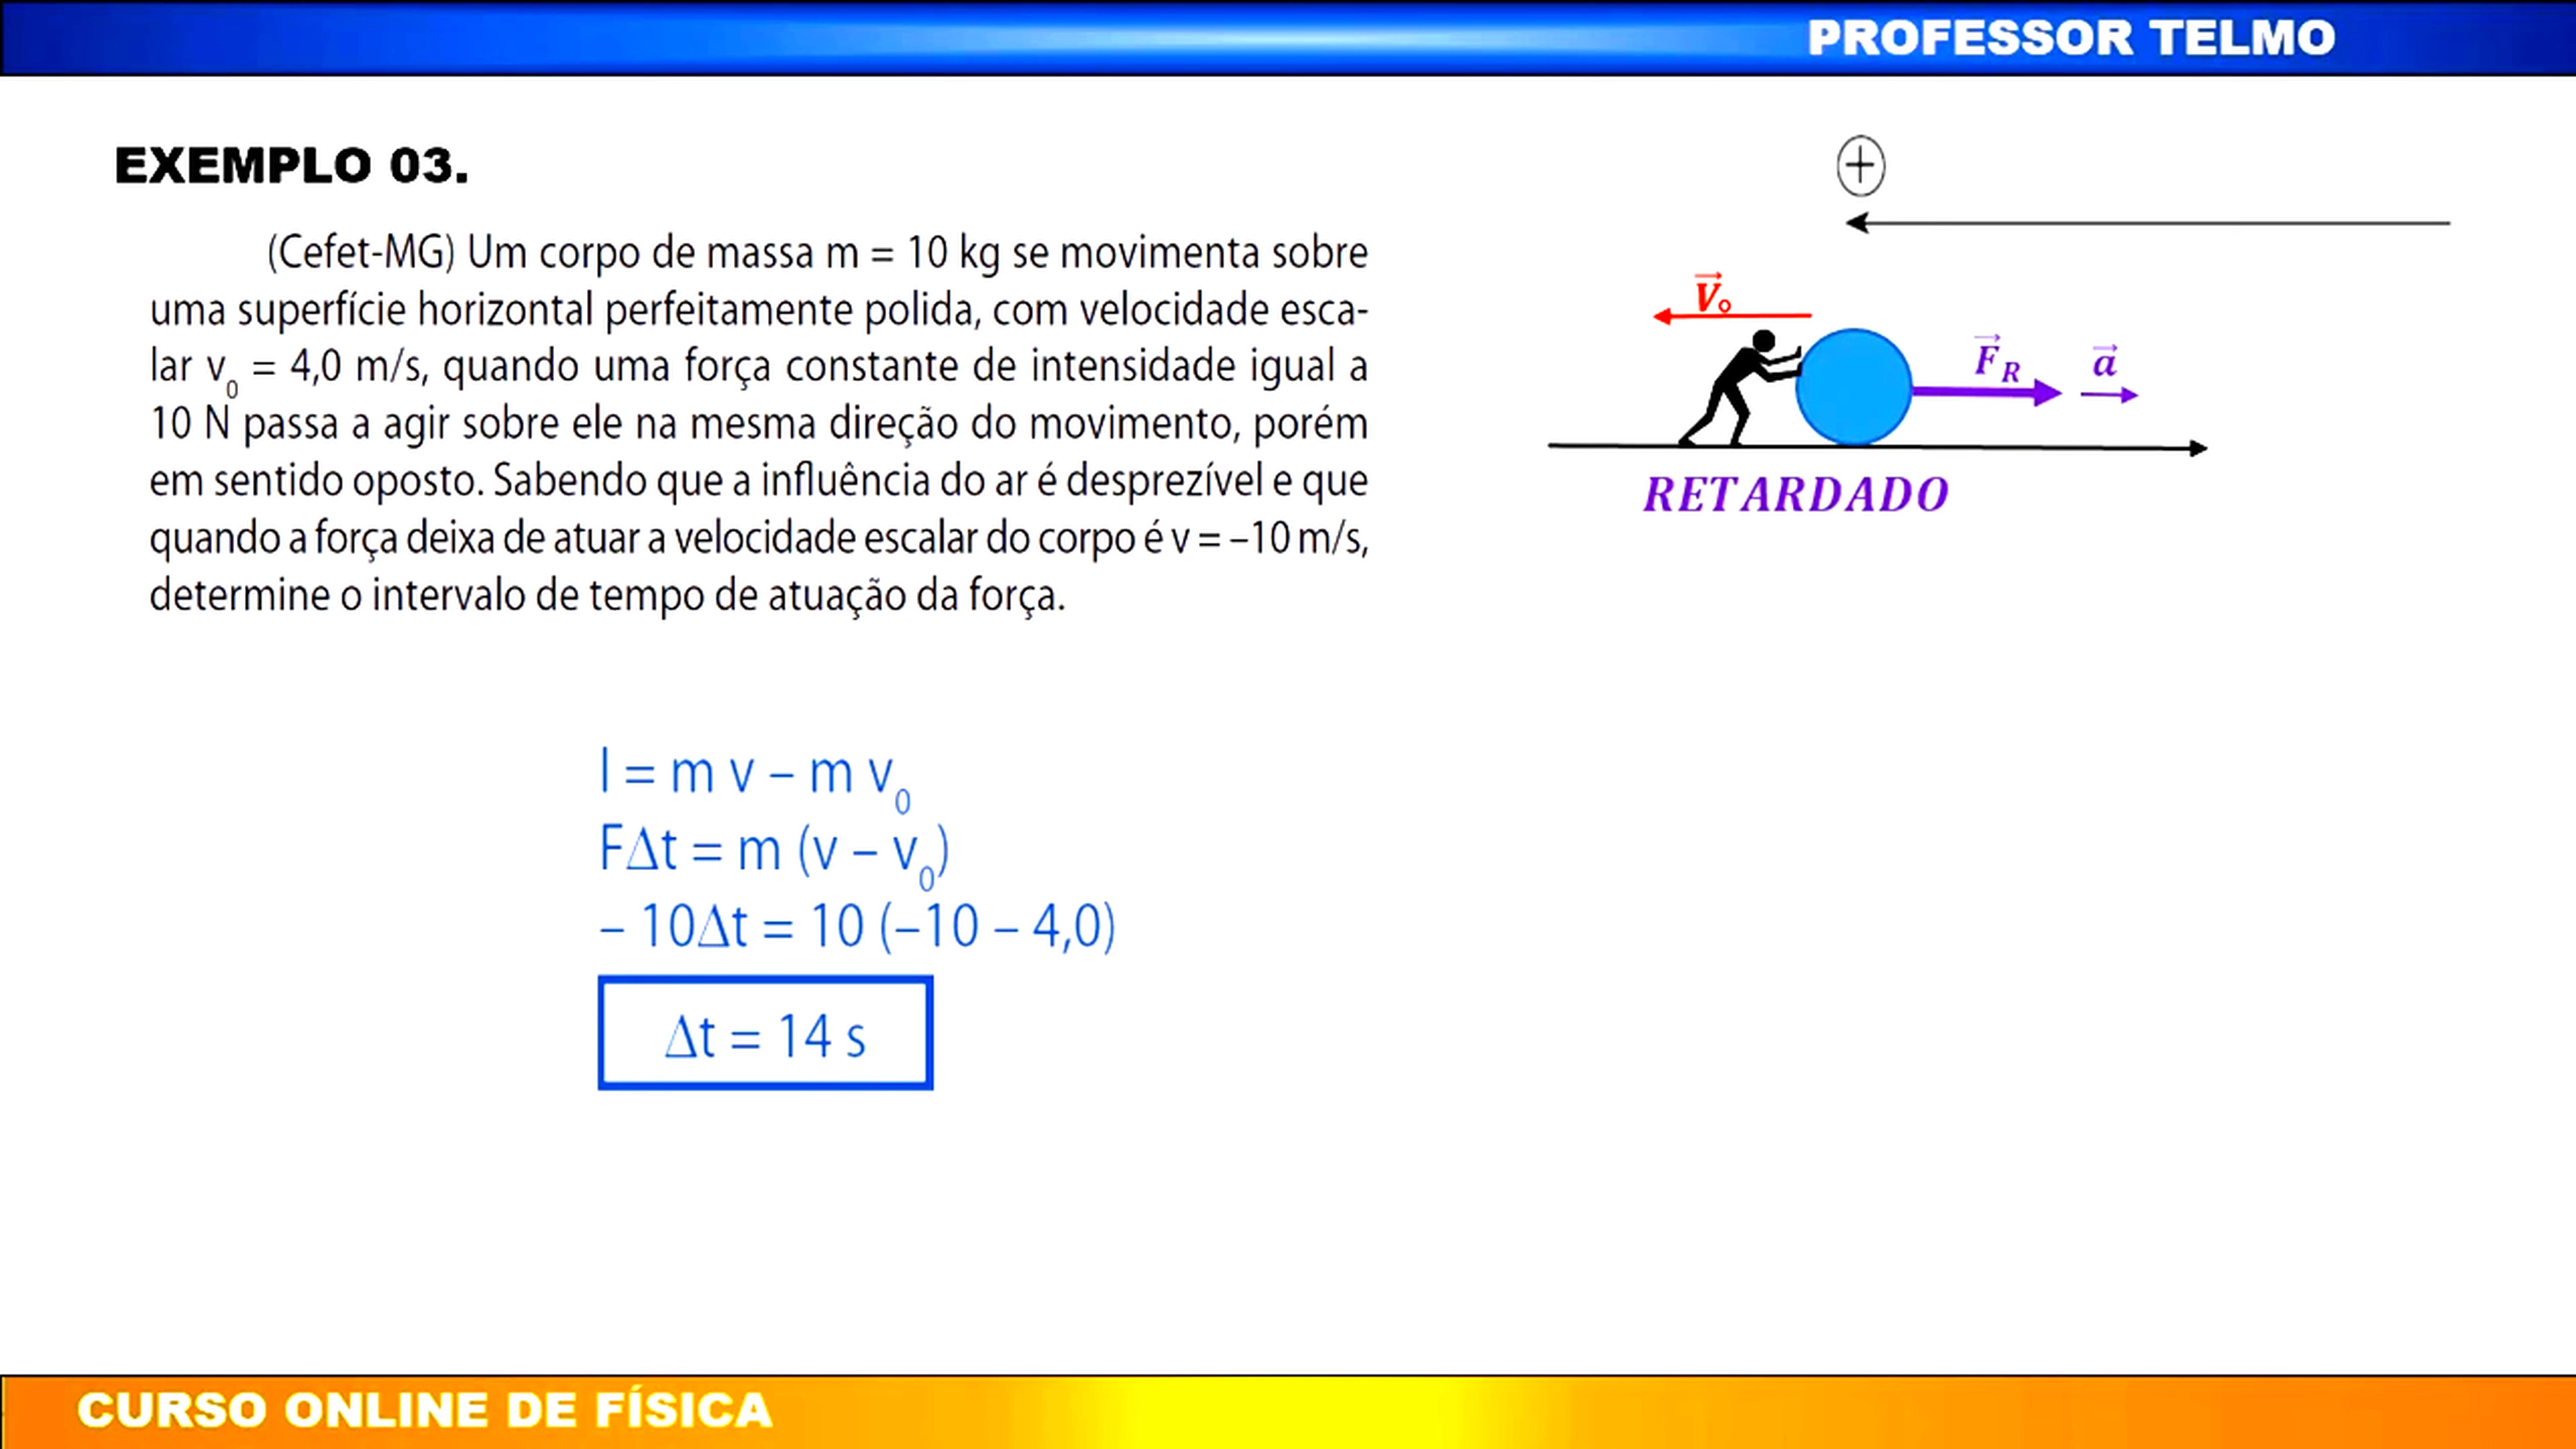 PROFESSOR TELMO
EXEMPLO 03.
(Cefet-MG) Um corpo de massa m = 10 kg se movimenta sobre
uma superfície horizontal perfeitamente polida, com velocidade esca-
lar v₀ = 4,0 m/s, quando uma força constante de intensidade igual a
10 N passa a agir sobre ele na mesma direção do movimento, porém
em sentido oposto. Sabendo que a influência do ar é desprezível e que
quando a força deixa de atuar a velocidade escalar do corpo é v = –10 m/s,
determine o intervalo de tempo de atuação da força.
+
V⃗₀
F⃗_R a⃗
RETARDADO
I = m v – m v₀
FΔt = m (v – v₀)
– 10Δt = 10 (–10 – 4,0)
Δt = 14 s
CURSO ONLINE DE FÍSICA